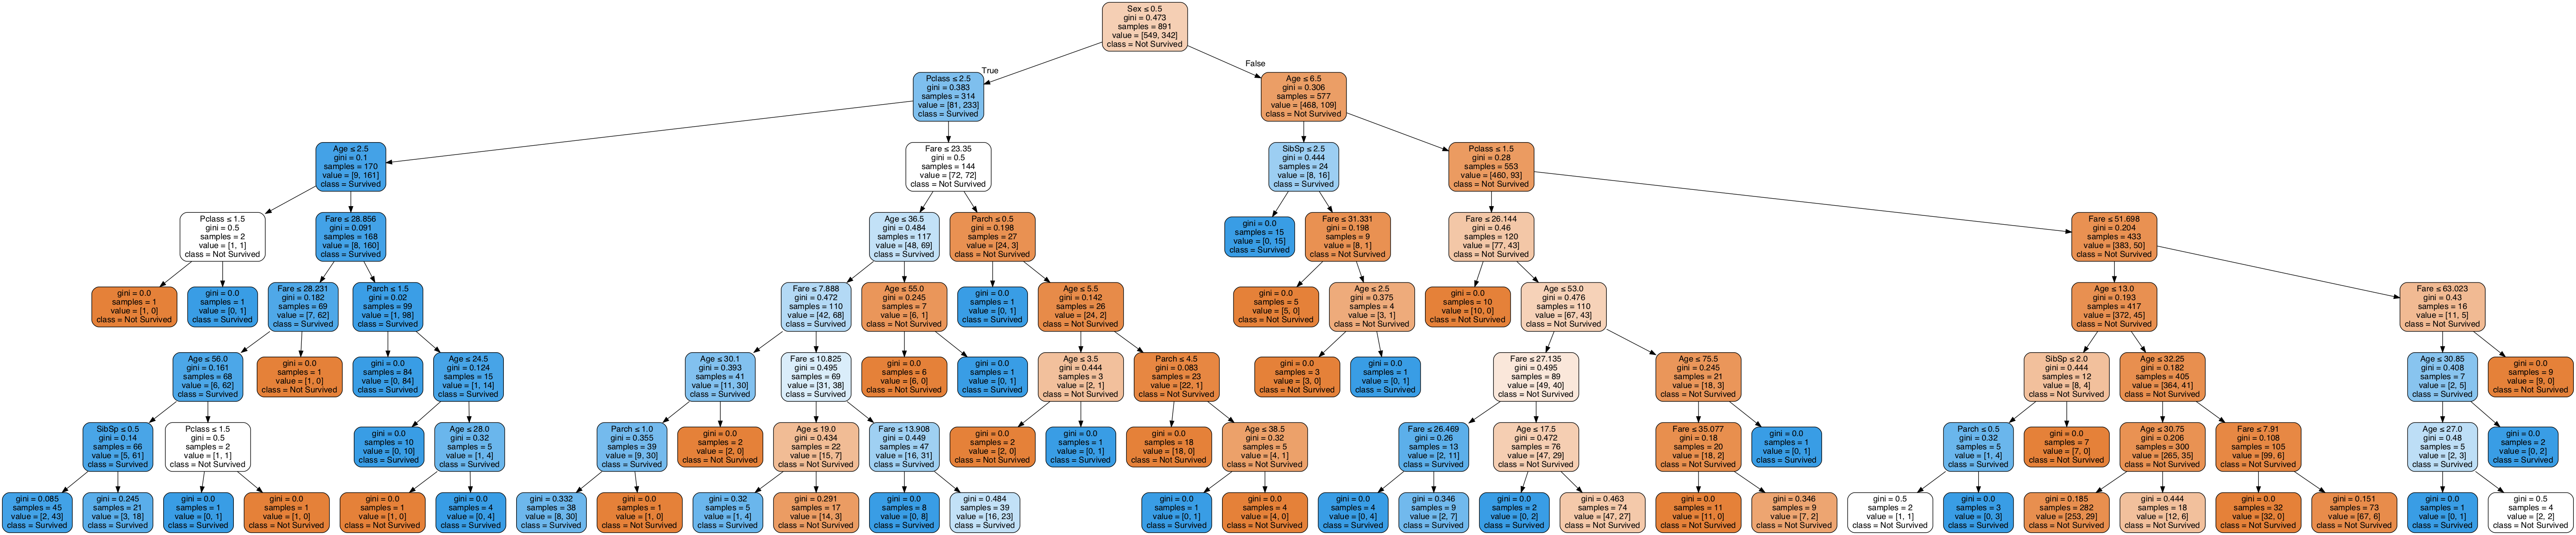 Sex ≤ 0.5
gini = 0.473
samples = 891
value = [549, 342]
class = Not Survived
True
False
Pclass ≤ 2.5
gini = 0.383
samples = 314
value = [81, 233]
class = Survived
Age ≤ 6.5
gini = 0.306
samples = 577
value = [468, 109]
class = Not Survived
Age ≤ 2.5
gini = 0.1
samples = 170
value = [9, 161]
class = Survived
Fare ≤ 23.35
gini = 0.5
samples = 144
value = [72, 72]
class = Not Survived
SibSp ≤ 2.5
gini = 0.444
samples = 24
value = [8, 16]
class = Survived
Pclass ≤ 1.5
gini = 0.28
samples = 553
value = [460, 93]
class = Not Survived
Pclass ≤ 1.5
gini = 0.5
samples = 2
value = [1, 1]
class = Not Survived
Fare ≤ 28.856
gini = 0.091
samples = 168
value = [8, 160]
class = Survived
Age ≤ 36.5
gini = 0.484
samples = 117
value = [48, 69]
class = Survived
Parch ≤ 0.5
gini = 0.198
samples = 27
value = [24, 3]
class = Not Survived
gini = 0.0
samples = 15
value = [0, 15]
class = Survived
Fare ≤ 31.331
gini = 0.198
samples = 9
value = [8, 1]
class = Not Survived
Fare ≤ 26.144
gini = 0.46
samples = 120
value = [77, 43]
class = Not Survived
Fare ≤ 51.698
gini = 0.204
samples = 433
value = [383, 50]
class = Not Survived
gini = 0.0
samples = 1
value = [1, 0]
class = Not Survived
gini = 0.0
samples = 1
value = [0, 1]
class = Survived
Fare ≤ 28.231
gini = 0.182
samples = 69
value = [7, 62]
class = Survived
Parch ≤ 1.5
gini = 0.02
samples = 99
value = [1, 98]
class = Survived
Fare ≤ 7.888
gini = 0.472
samples = 110
value = [42, 68]
class = Survived
Age ≤ 55.0
gini = 0.245
samples = 7
value = [6, 1]
class = Not Survived
gini = 0.0
samples = 1
value = [0, 1]
class = Survived
Age ≤ 5.5
gini = 0.142
samples = 26
value = [24, 2]
class = Not Survived
gini = 0.0
samples = 5
value = [5, 0]
class = Not Survived
Age ≤ 2.5
gini = 0.375
samples = 4
value = [3, 1]
class = Not Survived
gini = 0.0
samples = 10
value = [10, 0]
class = Not Survived
Age ≤ 53.0
gini = 0.476
samples = 110
value = [67, 43]
class = Not Survived
Age ≤ 13.0
gini = 0.193
samples = 417
value = [372, 45]
class = Not Survived
Fare ≤ 63.023
gini = 0.43
samples = 16
value = [11, 5]
class = Not Survived
Age ≤ 56.0
gini = 0.161
samples = 68
value = [6, 62]
class = Survived
gini = 0.0
samples = 1
value = [1, 0]
class = Not Survived
gini = 0.0
samples = 84
value = [0, 84]
class = Survived
Age ≤ 24.5
gini = 0.124
samples = 15
value = [1, 14]
class = Survived
Age ≤ 30.1
gini = 0.393
samples = 41
value = [11, 30]
class = Survived
Fare ≤ 10.825
gini = 0.495
samples = 69
value = [31, 38]
class = Survived
gini = 0.0
samples = 6
value = [6, 0]
class = Not Survived
gini = 0.0
samples = 1
value = [0, 1]
class = Survived
Age ≤ 3.5
gini = 0.444
samples = 3
value = [2, 1]
class = Not Survived
Parch ≤ 4.5
gini = 0.083
samples = 23
value = [22, 1]
class = Not Survived
gini = 0.0
samples = 3
value = [3, 0]
class = Not Survived
gini = 0.0
samples = 1
value = [0, 1]
class = Survived
Fare ≤ 27.135
gini = 0.495
samples = 89
value = [49, 40]
class = Not Survived
Age ≤ 75.5
gini = 0.245
samples = 21
value = [18, 3]
class = Not Survived
SibSp ≤ 2.0
gini = 0.444
samples = 12
value = [8, 4]
class = Not Survived
Age ≤ 32.25
gini = 0.182
samples = 405
value = [364, 41]
class = Not Survived
Age ≤ 30.85
gini = 0.408
samples = 7
value = [2, 5]
class = Survived
gini = 0.0
samples = 9
value = [9, 0]
class = Not Survived
SibSp ≤ 0.5
gini = 0.14
samples = 66
value = [5, 61]
class = Survived
Pclass ≤ 1.5
gini = 0.5
samples = 2
value = [1, 1]
class = Not Survived
gini = 0.0
samples = 10
value = [0, 10]
class = Survived
Age ≤ 28.0
gini = 0.32
samples = 5
value = [1, 4]
class = Survived
Parch ≤ 1.0
gini = 0.355
samples = 39
value = [9, 30]
class = Survived
gini = 0.0
samples = 2
value = [2, 0]
class = Not Survived
Age ≤ 19.0
gini = 0.434
samples = 22
value = [15, 7]
class = Not Survived
Fare ≤ 13.908
gini = 0.449
samples = 47
value = [16, 31]
class = Survived
gini = 0.0
samples = 2
value = [2, 0]
class = Not Survived
gini = 0.0
samples = 1
value = [0, 1]
class = Survived
gini = 0.0
samples = 18
value = [18, 0]
class = Not Survived
Age ≤ 38.5
gini = 0.32
samples = 5
value = [4, 1]
class = Not Survived
Fare ≤ 26.469
gini = 0.26
samples = 13
value = [2, 11]
class = Survived
Age ≤ 17.5
gini = 0.472
samples = 76
value = [47, 29]
class = Not Survived
Fare ≤ 35.077
gini = 0.18
samples = 20
value = [18, 2]
class = Not Survived
gini = 0.0
samples = 1
value = [0, 1]
class = Survived
Parch ≤ 0.5
gini = 0.32
samples = 5
value = [1, 4]
class = Survived
gini = 0.0
samples = 7
value = [7, 0]
class = Not Survived
Age ≤ 30.75
gini = 0.206
samples = 300
value = [265, 35]
class = Not Survived
Fare ≤ 7.91
gini = 0.108
samples = 105
value = [99, 6]
class = Not Survived
Age ≤ 27.0
gini = 0.48
samples = 5
value = [2, 3]
class = Survived
gini = 0.0
samples = 2
value = [0, 2]
class = Survived
gini = 0.085
samples = 45
value = [2, 43]
class = Survived
gini = 0.245
samples = 21
value = [3, 18]
class = Survived
gini = 0.0
samples = 1
value = [0, 1]
class = Survived
gini = 0.0
samples = 1
value = [1, 0]
class = Not Survived
gini = 0.0
samples = 1
value = [1, 0]
class = Not Survived
gini = 0.0
samples = 4
value = [0, 4]
class = Survived
gini = 0.332
samples = 38
value = [8, 30]
class = Survived
gini = 0.0
samples = 1
value = [1, 0]
class = Not Survived
gini = 0.32
samples = 5
value = [1, 4]
class = Survived
gini = 0.291
samples = 17
value = [14, 3]
class = Not Survived
gini = 0.0
samples = 8
value = [0, 8]
class = Survived
gini = 0.484
samples = 39
value = [16, 23]
class = Survived
gini = 0.0
samples = 1
value = [0, 1]
class = Survived
gini = 0.0
samples = 4
value = [4, 0]
class = Not Survived
gini = 0.0
samples = 4
value = [0, 4]
class = Survived
gini = 0.346
samples = 9
value = [2, 7]
class = Survived
gini = 0.0
samples = 2
value = [0, 2]
class = Survived
gini = 0.463
samples = 74
value = [47, 27]
class = Not Survived
gini = 0.0
samples = 11
value = [11, 0]
class = Not Survived
gini = 0.346
samples = 9
value = [7, 2]
class = Not Survived
gini = 0.5
samples = 2
value = [1, 1]
class = Not Survived
gini = 0.0
samples = 3
value = [0, 3]
class = Survived
gini = 0.185
samples = 282
value = [253, 29]
class = Not Survived
gini = 0.444
samples = 18
value = [12, 6]
class = Not Survived
gini = 0.0
samples = 32
value = [32, 0]
class = Not Survived
gini = 0.151
samples = 73
value = [67, 6]
class = Not Survived
gini = 0.0
samples = 1
value = [0, 1]
class = Survived
gini = 0.5
samples = 4
value = [2, 2]
class = Not Survived